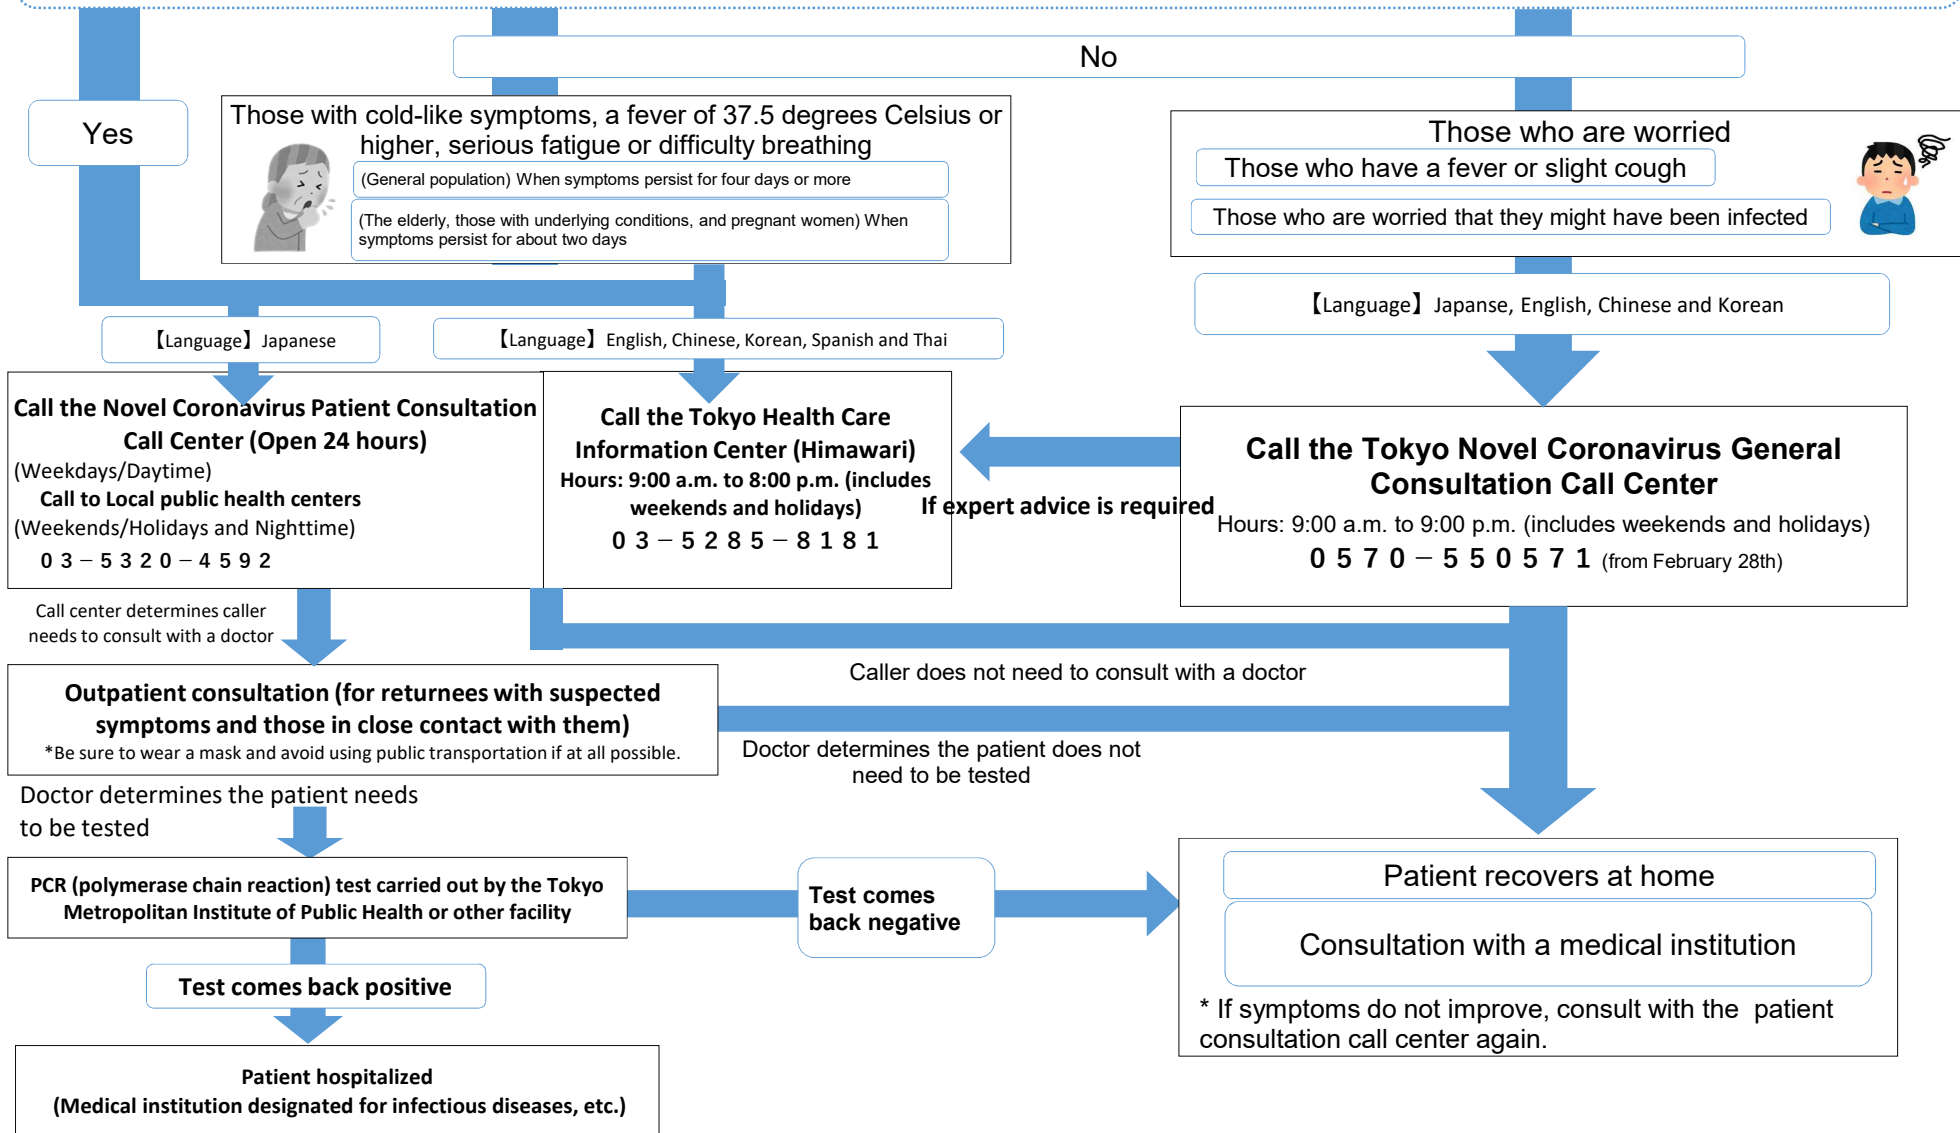 No
Yes
Those with cold-like symptoms, a fever of 37.5 degrees Celsius or
higher, serious fatigue or difficulty breathing
(General population) When symptoms persist for four days or more
(The elderly, those with underlying conditions, and pregnant women) When
symptoms persist for about two days
Those who are worried
Those who have a fever or slight cough
Those who are worried that they might have been infected
【Language】Japanese
【Language】English, Chinese, Korean, Spanish and Thai
【Language】Japanse, English, Chinese and Korean
Call the Novel Coronavirus Patient Consultation
Call Center (Open 24 hours)
(Weekdays/Daytime)
Call to Local public health centers
(Weekends/Holidays and Nighttime)
03－5320－4592
Call the Tokyo Health Care
Information Center (Himawari)
Hours: 9:00 a.m. to 8:00 p.m. (includes
weekends and holidays)
03－5285－8181
If expert advice is required
Call the Tokyo Novel Coronavirus General
Consultation Call Center
Hours: 9:00 a.m. to 9:00 p.m. (includes weekends and holidays)
0570－550571 (from February 28th)
Call center determines caller
needs to consult with a doctor
Caller does not need to consult with a doctor
Outpatient consultation (for returnees with suspected
symptoms and those in close contact with them)
*Be sure to wear a mask and avoid using public transportation if at all possible.
Doctor determines the patient does not
need to be tested
Doctor determines the patient needs
to be tested
PCR (polymerase chain reaction) test carried out by the Tokyo
Metropolitan Institute of Public Health or other facility
Test comes
back negative
Patient recovers at home
Consultation with a medical institution
* If symptoms do not improve, consult with the  patient
consultation call center again.
Test comes back positive
Patient hospitalized
(Medical institution designated for infectious diseases, etc.)